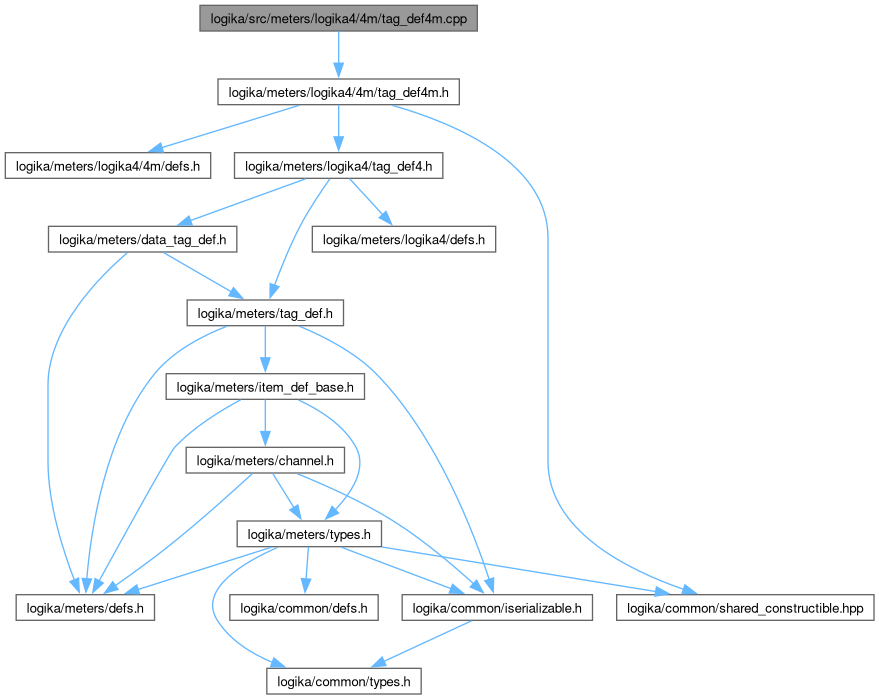 logika/src/meters/logika4/4m/tag_def4m.cpp
logika/meters/logika4/4m/tag_def4m.h
logika/meters/logika4/4m/defs.h
logika/meters/logika4/tag_def4.h
logika/meters/data_tag_def.h
logika/meters/logika4/defs.h
logika/meters/tag_def.h
logika/meters/item_def_base.h
logika/meters/channel.h
logika/meters/types.h
logika/meters/defs.h
logika/common/defs.h
logika/common/iserializable.h
logika/common/shared_constructible.hpp
logika/common/types.h